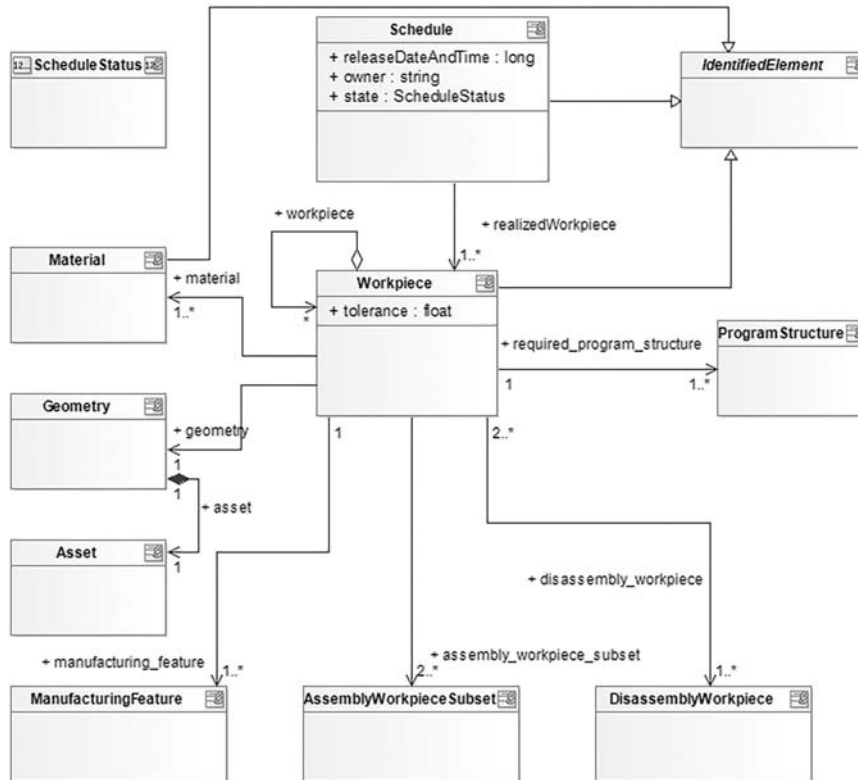 Schedule
+ releaseDateAndTime : long
+ owner : string
+ state : ScheduleStatus
12... ScheduleStatus 12
IdentifiedElement
+ workpiece
+ realizedWorkpiece
1..*
Material
+ material
1..*
*
Workpiece
+ tolerance : float
+ required_program_structure
1
1..*
ProgramStructure
Geometry
+ geometry
1
1
+ asset
1
Asset
1
2..*
+ disassembly_workpiece
+ manufacturing_feature
1..*
+ assembly_workpiece_subset
2..*
1..*
ManufacturingFeature
AssemblyWorkpieceSubset
DisassemblyWorkpiece